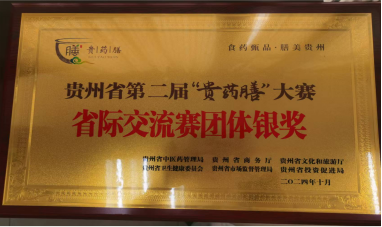 膳 贵药膳
食药甄品·膳美贵州
贵州省第二届“贵药膳”大赛
省际交流赛团体银奖
贵州省中医药管理局 贵州省商务厅 贵州省文化和旅游厅
贵州省卫生健康委员会 贵州省市场监督管理局 贵州省投资促进局
二〇二四年十月